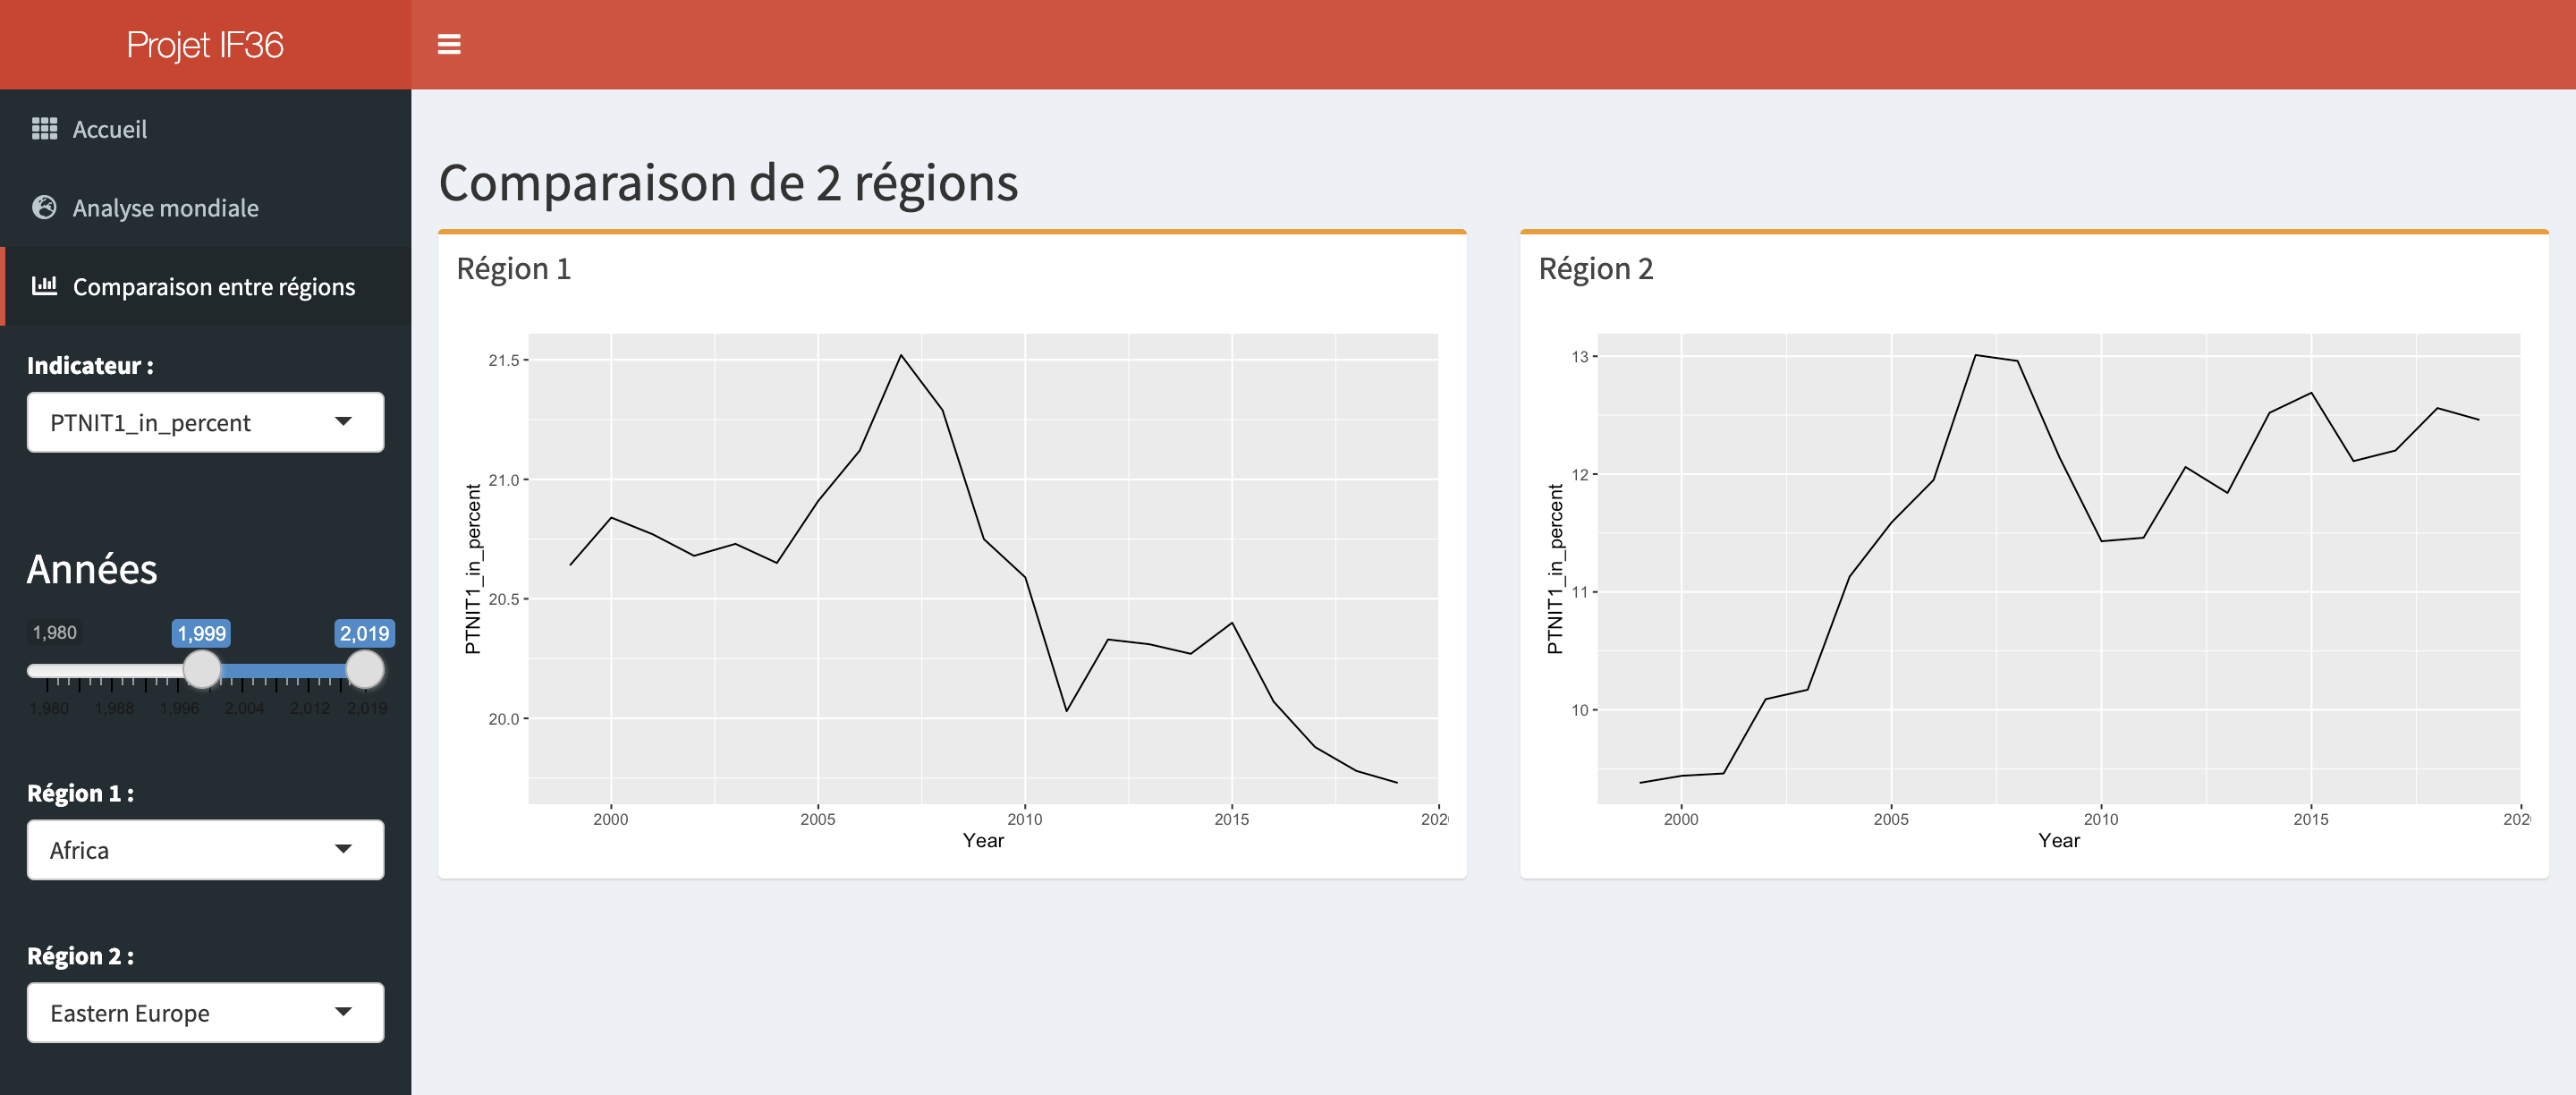 Projet IF36
Accueil
Analyse mondiale
Comparaison entre régions
Indicateur :
PTNIT1_in_percent
Années
1,980
1,999
2,019
1,980 1,988 1,996 2,004 2,012 2,019
Région 1 :
Africa
Région 2 :
Eastern Europe
Comparaison de 2 régions
Région 1
PTNIT1_in_percent
21.5
21.0
20.5
20.0
2000 2005 2010 2015 202
Year
Région 2
PTNIT1_in_percent
13
12
11
10
2000 2005 2010 2015 202
Year